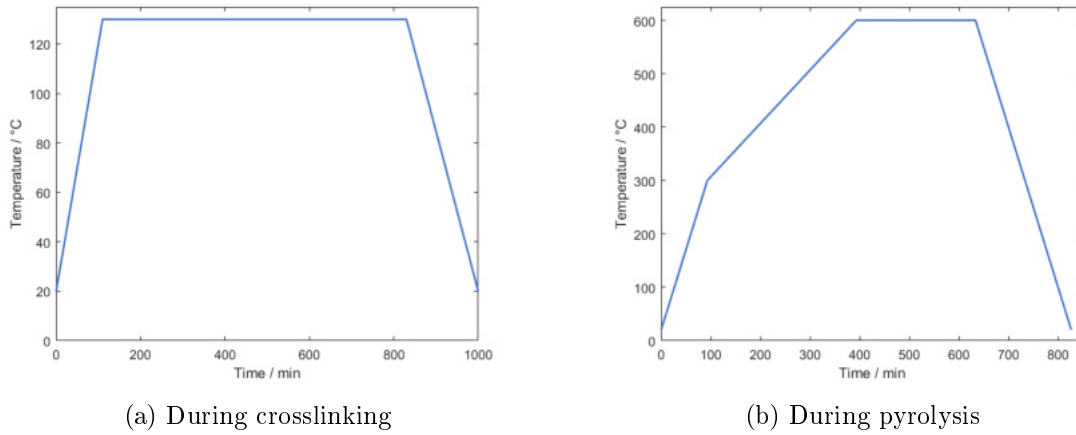 120
100
80
60
40
20
0
Temperature / °C
0 200 400 600 800 1000
Time / min
(a) During crosslinking
600
500
400
300
200
100
0
Temperature / °C
0 100 200 300 400 500 600 700 800
Time / min
(b) During pyrolysis